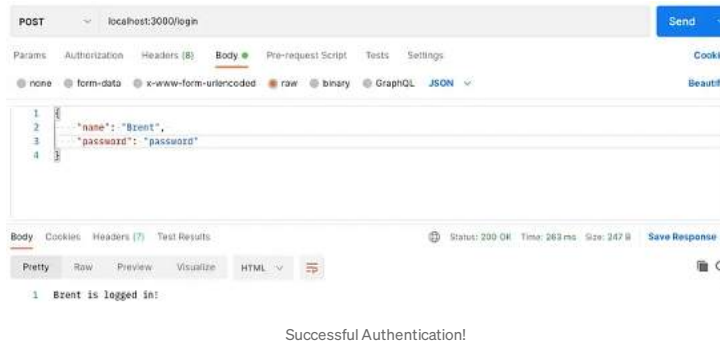 POST localhost:3000/login Send
Params Authorization Headers (8) Body Pre-request Script Tests Settings Cooki
none form-data x-www-form-urlencoded raw binary GraphQL JSON Beautif
1 {
2 "name": "Brent",
3 "password": "password"
4 }
Body Cookies Headers (7) Test Results Status: 200 OK Time: 263 ms Size: 247 B Save Response
Pretty Raw Preview Visualize HTML
1 Brent is logged in!
Successful Authentication!